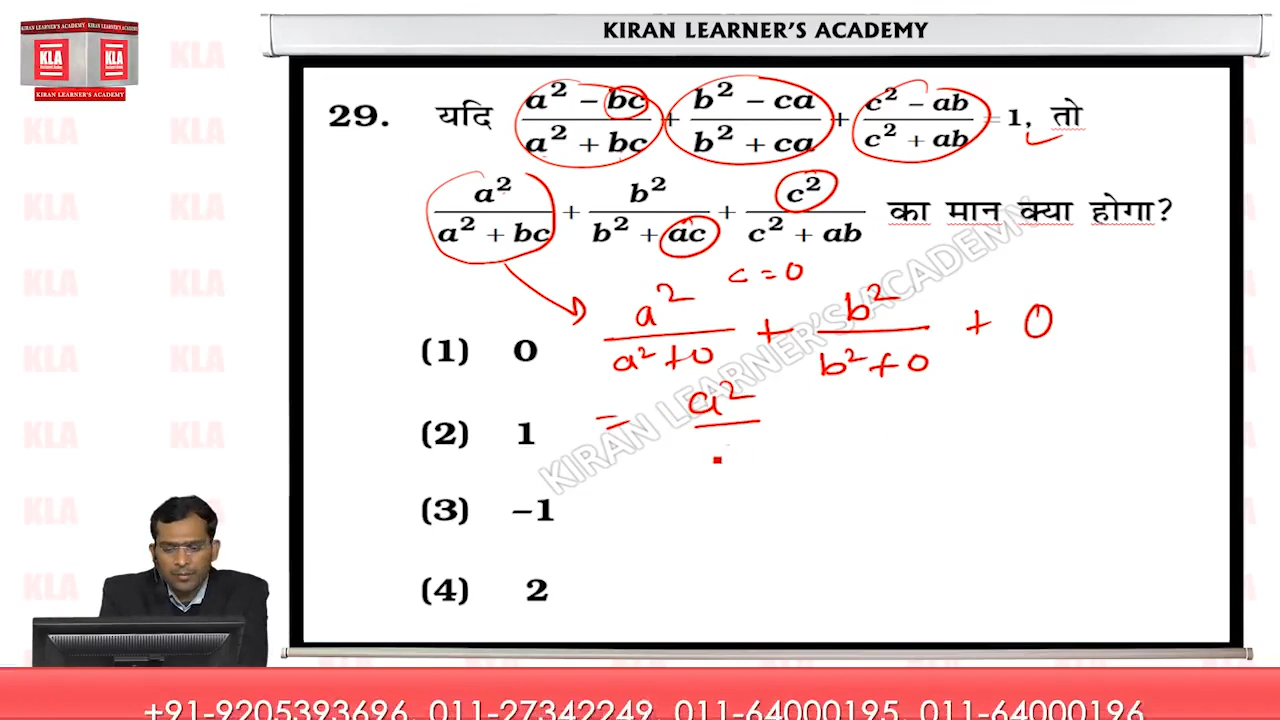 KIRAN LEARNER'S ACADEMY
KLA
KIRAN LEARNER'S ACADEMY
29. यदि (a² − bc)/(a² + bc) + (b² − ca)/(b² + ca) + (c² − ab)/(c² + ab) = 1, तो
a²/(a² + bc) + b²/(b² + ac) + c²/(c² + ab) का मान क्या होगा?
c = 0
a²/(a² + 0) + b²/(b² + 0) + 0
= a²
(1) 0
(2) 1
(3) –1
(4) 2
KIRAN LEARNER'S ACADEMY
KIRAN LEARNER'S ACADEMY
+91-9205393696, 011-27342249, 011-64000195, 011-64000196